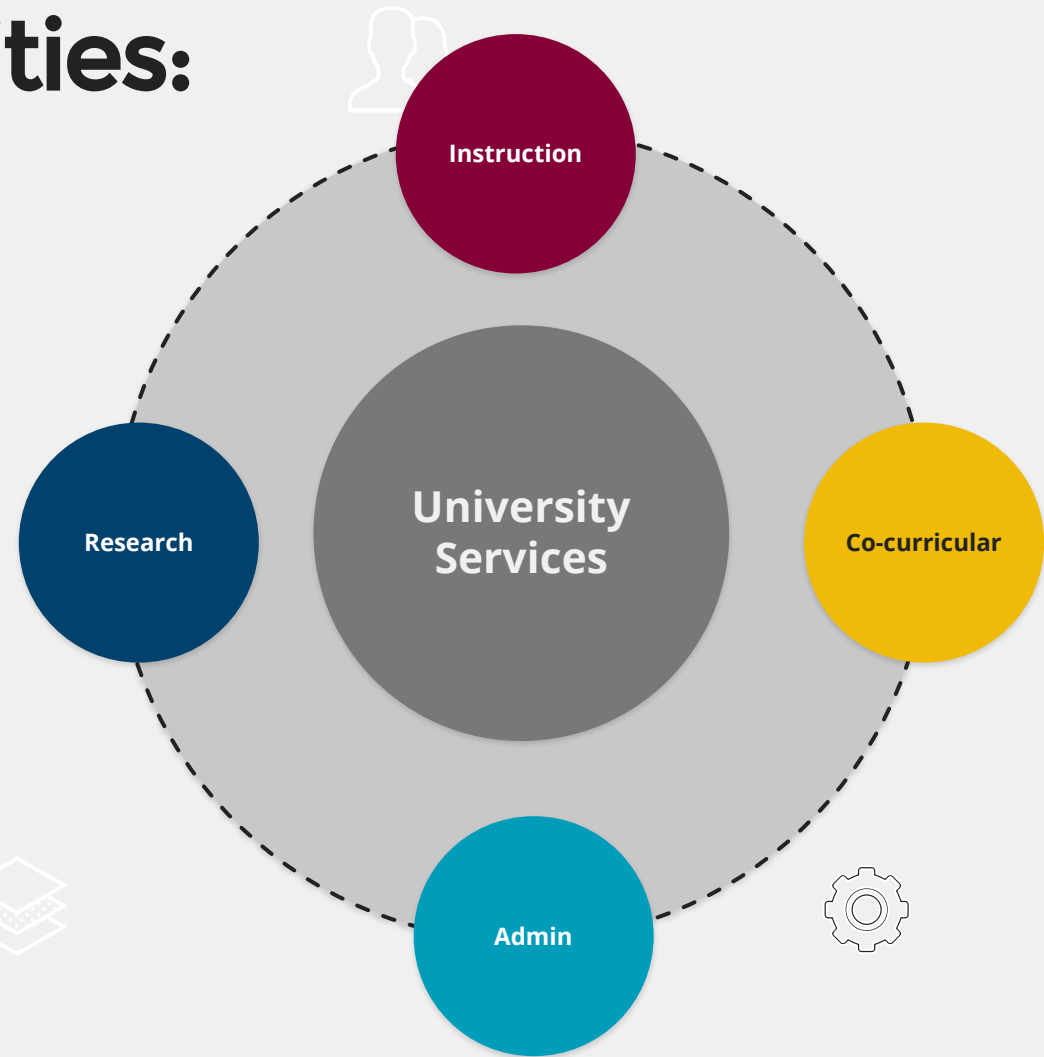 ties:
Instruction
University
Services
Research
Co-curricular
Admin